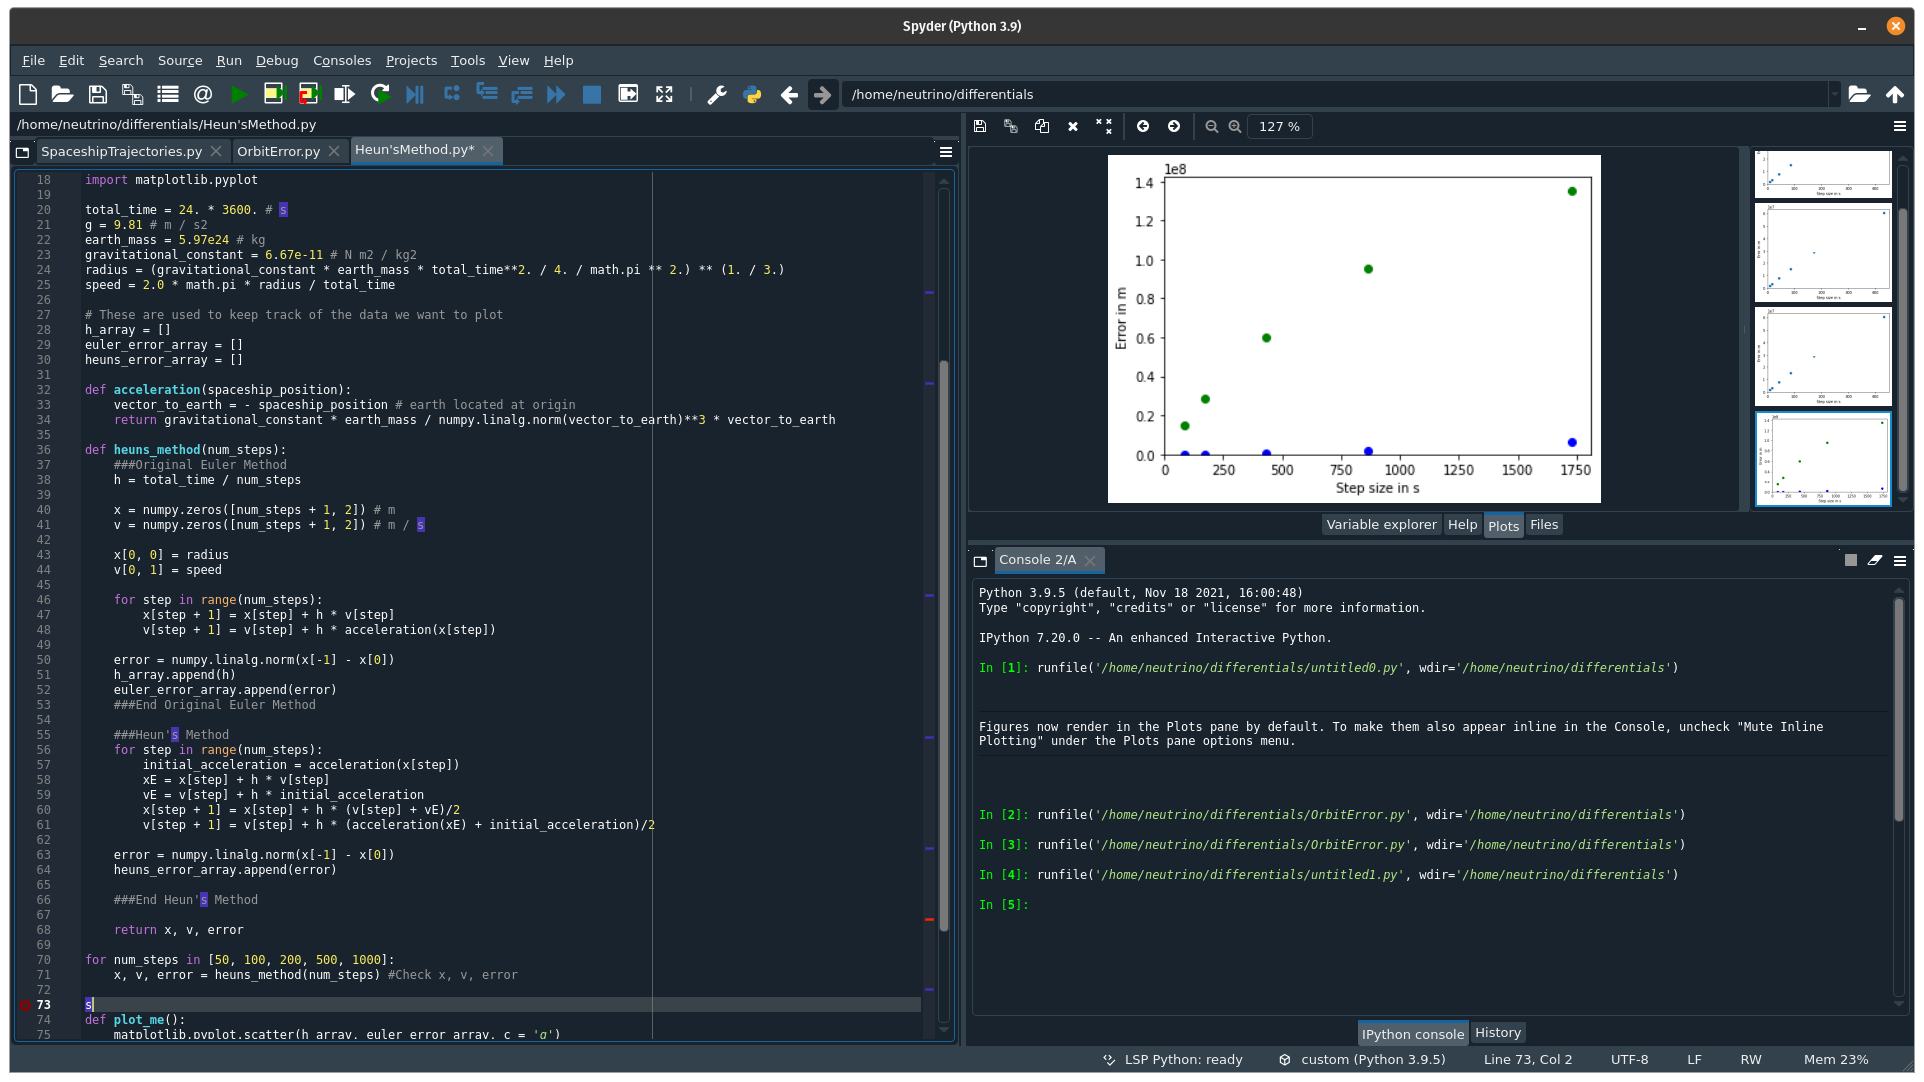 Spyder (Python 3.9)
File Edit Search Source Run Debug Consoles Projects Tools View Help
/home/neutrino/differentials
/home/neutrino/differentials/Heun'sMethod.py
SpaceshipTrajectories.py OrbitError.py Heun'sMethod.py*
18 import matplotlib.pyplot
19
20 total_time = 24. * 3600. # s
21 g = 9.81 # m / s2
22 earth_mass = 5.97e24 # kg
23 gravitational_constant = 6.67e-11 # N m2 / kg2
24 radius = (gravitational_constant * earth_mass * total_time**2. / 4. / math.pi ** 2.) ** (1. / 3.)
25 speed = 2.0 * math.pi * radius / total_time
26
27 # These are used to keep track of the data we want to plot
28 h_array = []
29 euler_error_array = []
30 heuns_error_array = []
31
32 def acceleration(spaceship_position):
33 vector_to_earth = - spaceship_position # earth located at origin
34 return gravitational_constant * earth_mass / numpy.linalg.norm(vector_to_earth)**3 * vector_to_earth
35
36 def heuns_method(num_steps):
37 ###Original Euler Method
38 h = total_time / num_steps
39
40 x = numpy.zeros([num_steps + 1, 2]) # m
41 v = numpy.zeros([num_steps + 1, 2]) # m / s
42
43 x[0, 0] = radius
44 v[0, 1] = speed
45
46 for step in range(num_steps):
47 x[step + 1] = x[step] + h * v[step]
48 v[step + 1] = v[step] + h * acceleration(x[step])
49
50 error = numpy.linalg.norm(x[-1] - x[0])
51 h_array.append(h)
52 euler_error_array.append(error)
53 ###End Original Euler Method
54
55 ###Heun's Method
56 for step in range(num_steps):
57 initial_acceleration = acceleration(x[step])
58 xE = x[step] + h * v[step]
59 vE = v[step] + h * initial_acceleration
60 x[step + 1] = x[step] + h * (v[step] + vE)/2
61 v[step + 1] = v[step] + h * (acceleration(xE) + initial_acceleration)/2
62
63 error = numpy.linalg.norm(x[-1] - x[0])
64 heuns_error_array.append(error)
65
66 ###End Heun's Method
67
68 return x, v, error
69
70 for num_steps in [50, 100, 200, 500, 1000]:
71 x, v, error = heuns_method(num_steps) #Check x, v, error
72
73 s
74 def plot_me():
75 matplotlib.pyplot.scatter(h_array, euler_error_array, c = 'g')
127 %
1e8
1.4
1.2
1.0
0.8
0.6
0.4
0.2
0.0
Error in m
0 250 500 750 1000 1250 1500 1750
Step size in s
Variable explorer Help Plots Files
Console 2/A
Python 3.9.5 (default, Nov 18 2021, 16:00:48)
Type "copyright", "credits" or "license" for more information.
IPython 7.20.0 -- An enhanced Interactive Python.
In [1]: runfile('/home/neutrino/differentials/untitled0.py', wdir='/home/neutrino/differentials')
Figures now render in the Plots pane by default. To make them also appear inline in the Console, uncheck "Mute Inline
Plotting" under the Plots pane options menu.
In [2]: runfile('/home/neutrino/differentials/OrbitError.py', wdir='/home/neutrino/differentials')
In [3]: runfile('/home/neutrino/differentials/OrbitError.py', wdir='/home/neutrino/differentials')
In [4]: runfile('/home/neutrino/differentials/untitled1.py', wdir='/home/neutrino/differentials')
In [5]:
IPython console History
LSP Python: ready custom (Python 3.9.5) Line 73, Col 2 UTF-8 LF RW Mem 23%